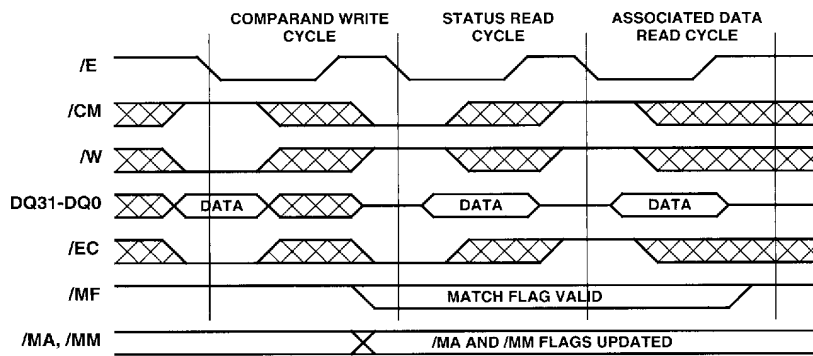 COMPARAND WRITE CYCLE
STATUS READ CYCLE
ASSOCIATED DATA READ CYCLE
/E
/CM
/W
DQ31-DQ0
DATA
DATA
DATA
/EC
/MF
MATCH FLAG VALID
/MA, /MM
/MA AND /MM FLAGS UPDATED